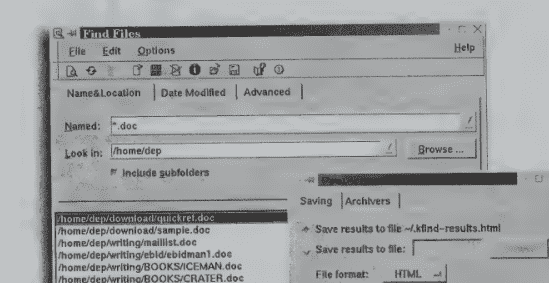 Find Files
File Edit Options Help
Name&Location Date Modified Advanced
Named: *.doc
Look in: /home/dep Browse ...
Include subfolders
/home/dep/download/quickref.doc
/home/dep/download/sample.doc
/home/dep/writing/maillist.doc
/home/dep/writing/ebid/ebidman1.doc
/home/dep/writing/BOOKS/ICEMAN.doc
/home/dep/writing/BOOKS/CRATER.doc
Saving Archivers
Save results to file ~/.kfind-results.html
Save results to file:
File format: HTML